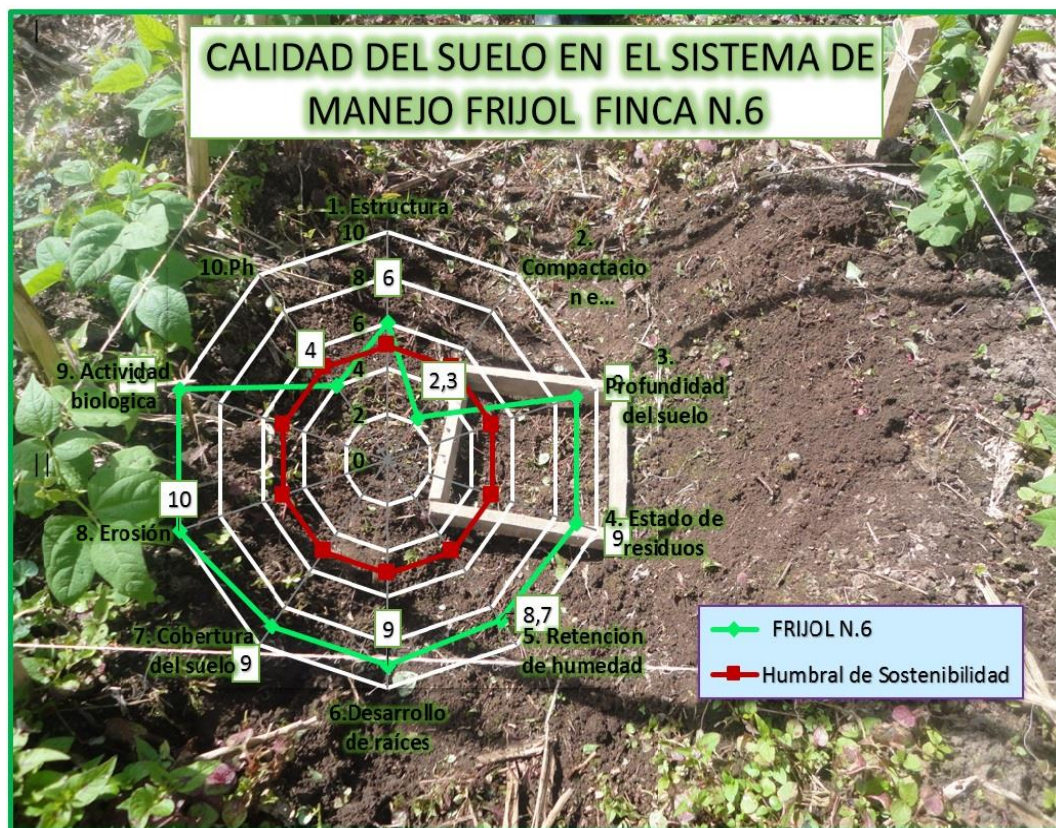 CALIDAD DEL SUELO EN EL SISTEMA DE
MANEJO FRIJOL FINCA N.6
1. Estructura
10
8
6
4
2
0
6
2.
Compactacio
n e...
2,3
3.
Profundidad
del suelo
9
4. Estado de
residuos
9
5. Retencion
de humedad
8,7
6.Desarrollo
de raíces
9
7. Cobertura
del suelo
9
8. Erosión
10
9. Actividad
biologica
10.Ph
4
FRIJOL N.6
Humbral de Sostenibilidad